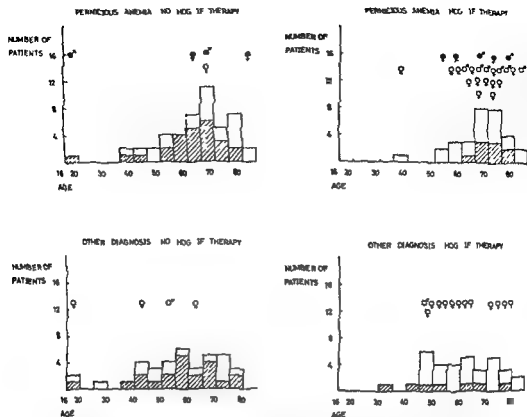 PERNICIOUS ANEMIA NO HOG IF THERAPY
NUMBER OF
PATIENTS
16
12
8
4
16 20 30 40 50 60 70 80
AGE
PERNICIOUS ANEMIA HOG IF THERAPY
NUMBER OF
PATIENTS
16
12
8
4
16 20 30 40 50 60 70 80
AGE
OTHER DIAGNOSIS NO HOG IF THERAPY
NUMBER OF
PATIENTS
16
12
8
4
16 20 30 40 50 60 70 80
AGE
OTHER DIAGNOSIS HOG IF THERAPY
NUMBER OF
PATIENTS
16
12
8
4
16 30 40 50 60 70
AGE